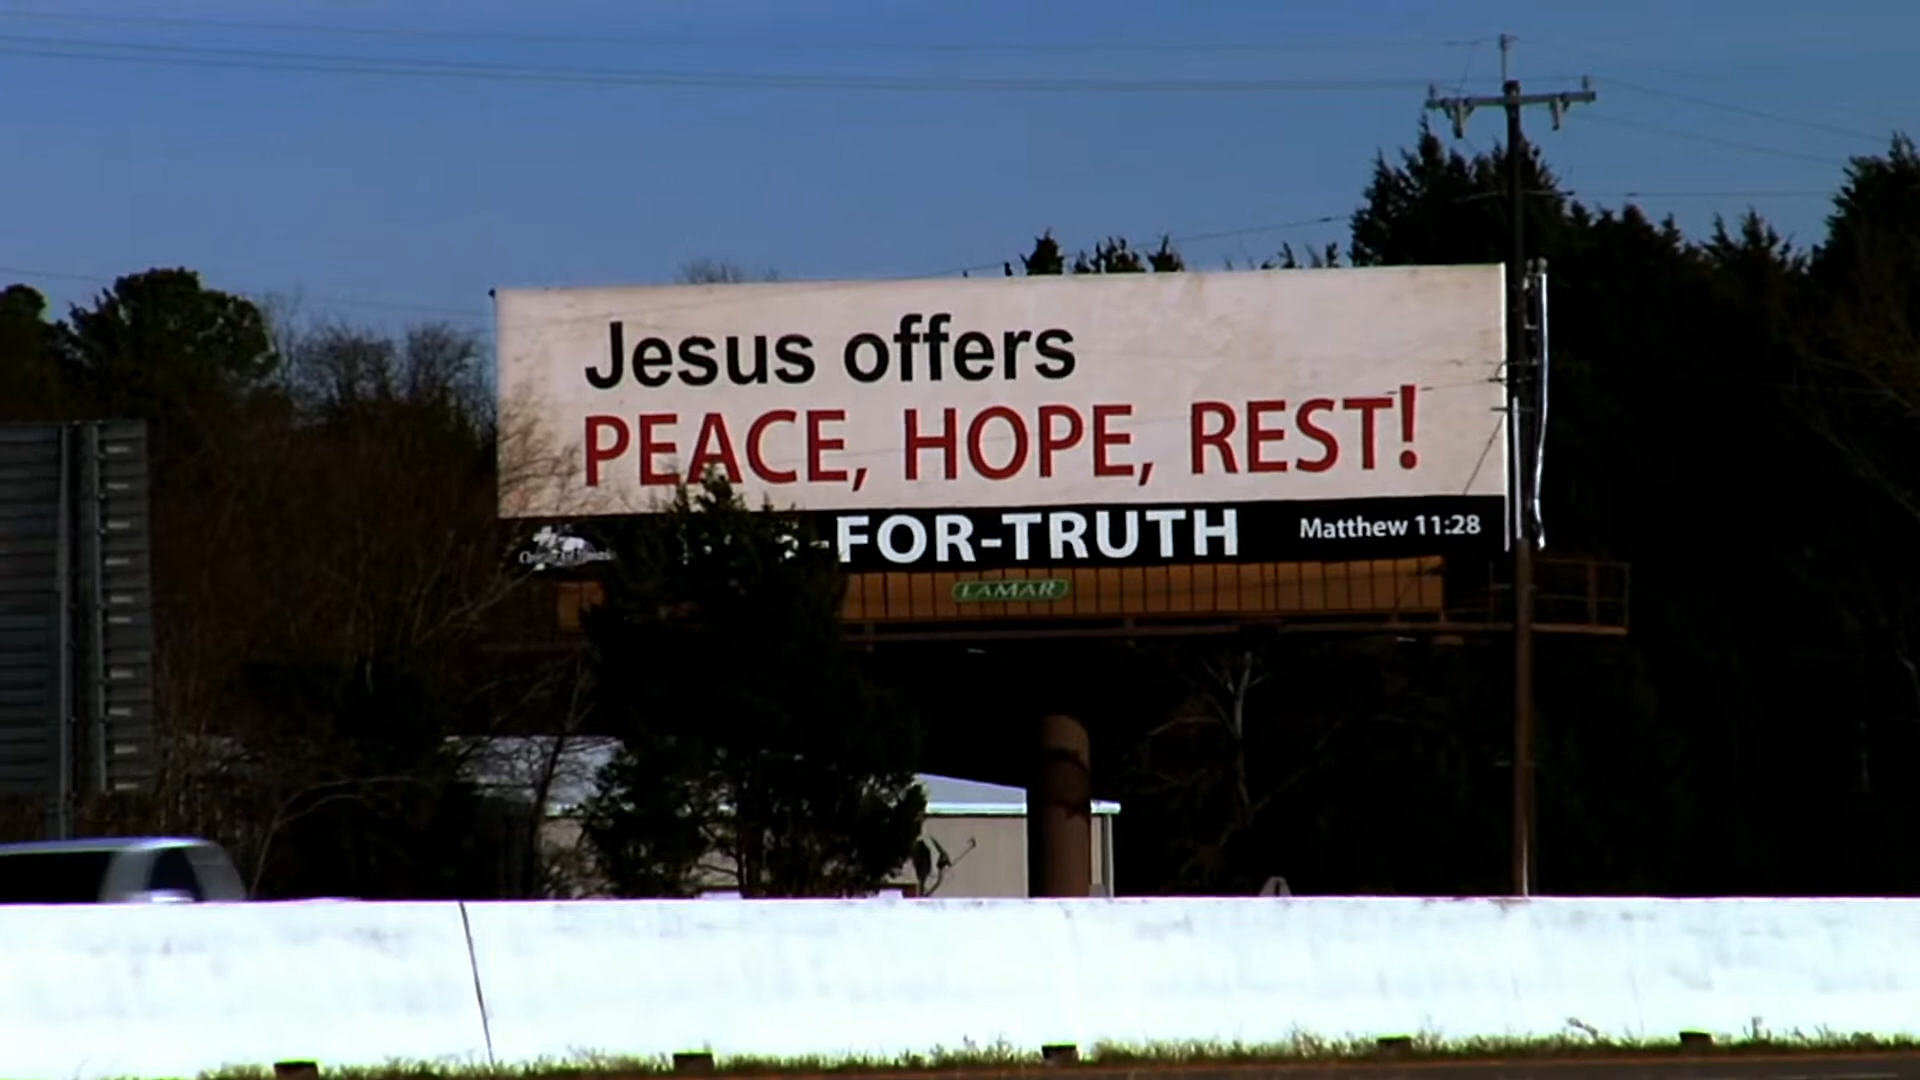 Jesus offers
PEACE, HOPE, REST!
-FOR-TRUTH
Matthew 11:28
LAMAR